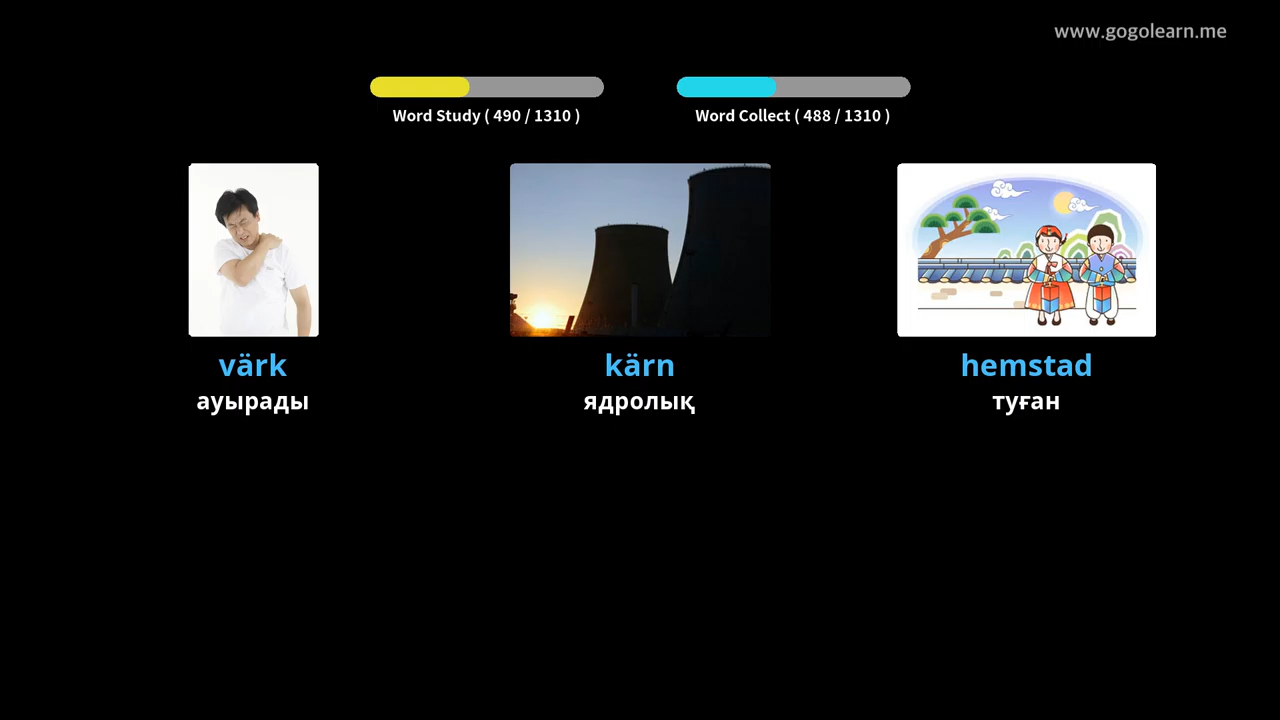 www.gogolearn.me
Word Study ( 490 / 1310 )
Word Collect ( 488 / 1310 )
värk
ауырады
kärn
ядролық
hemstad
туған